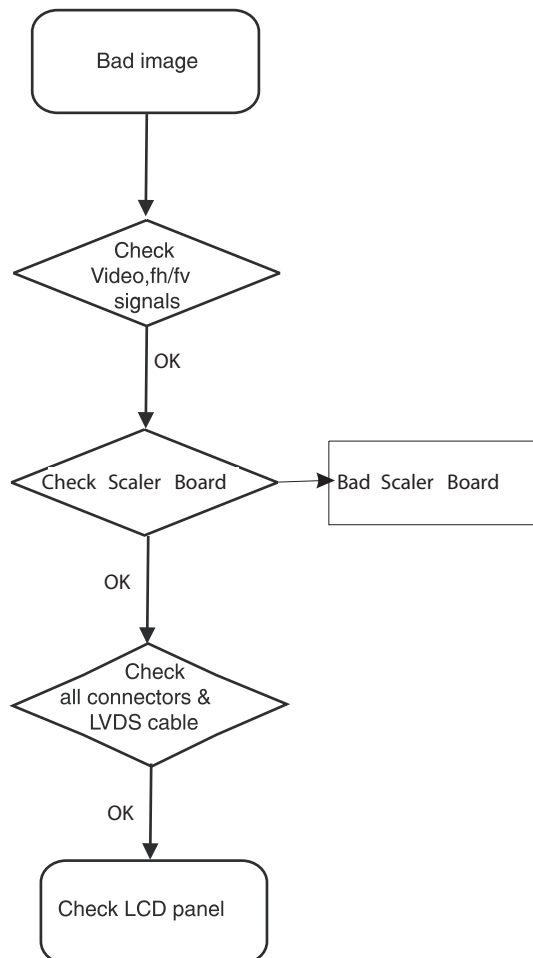 Bad image
Check
Video,fh/fv
signals
OK
Check Scaler Board
Bad Scaler Board
OK
Check
all connectors &
LVDS cable
OK
Check LCD panel